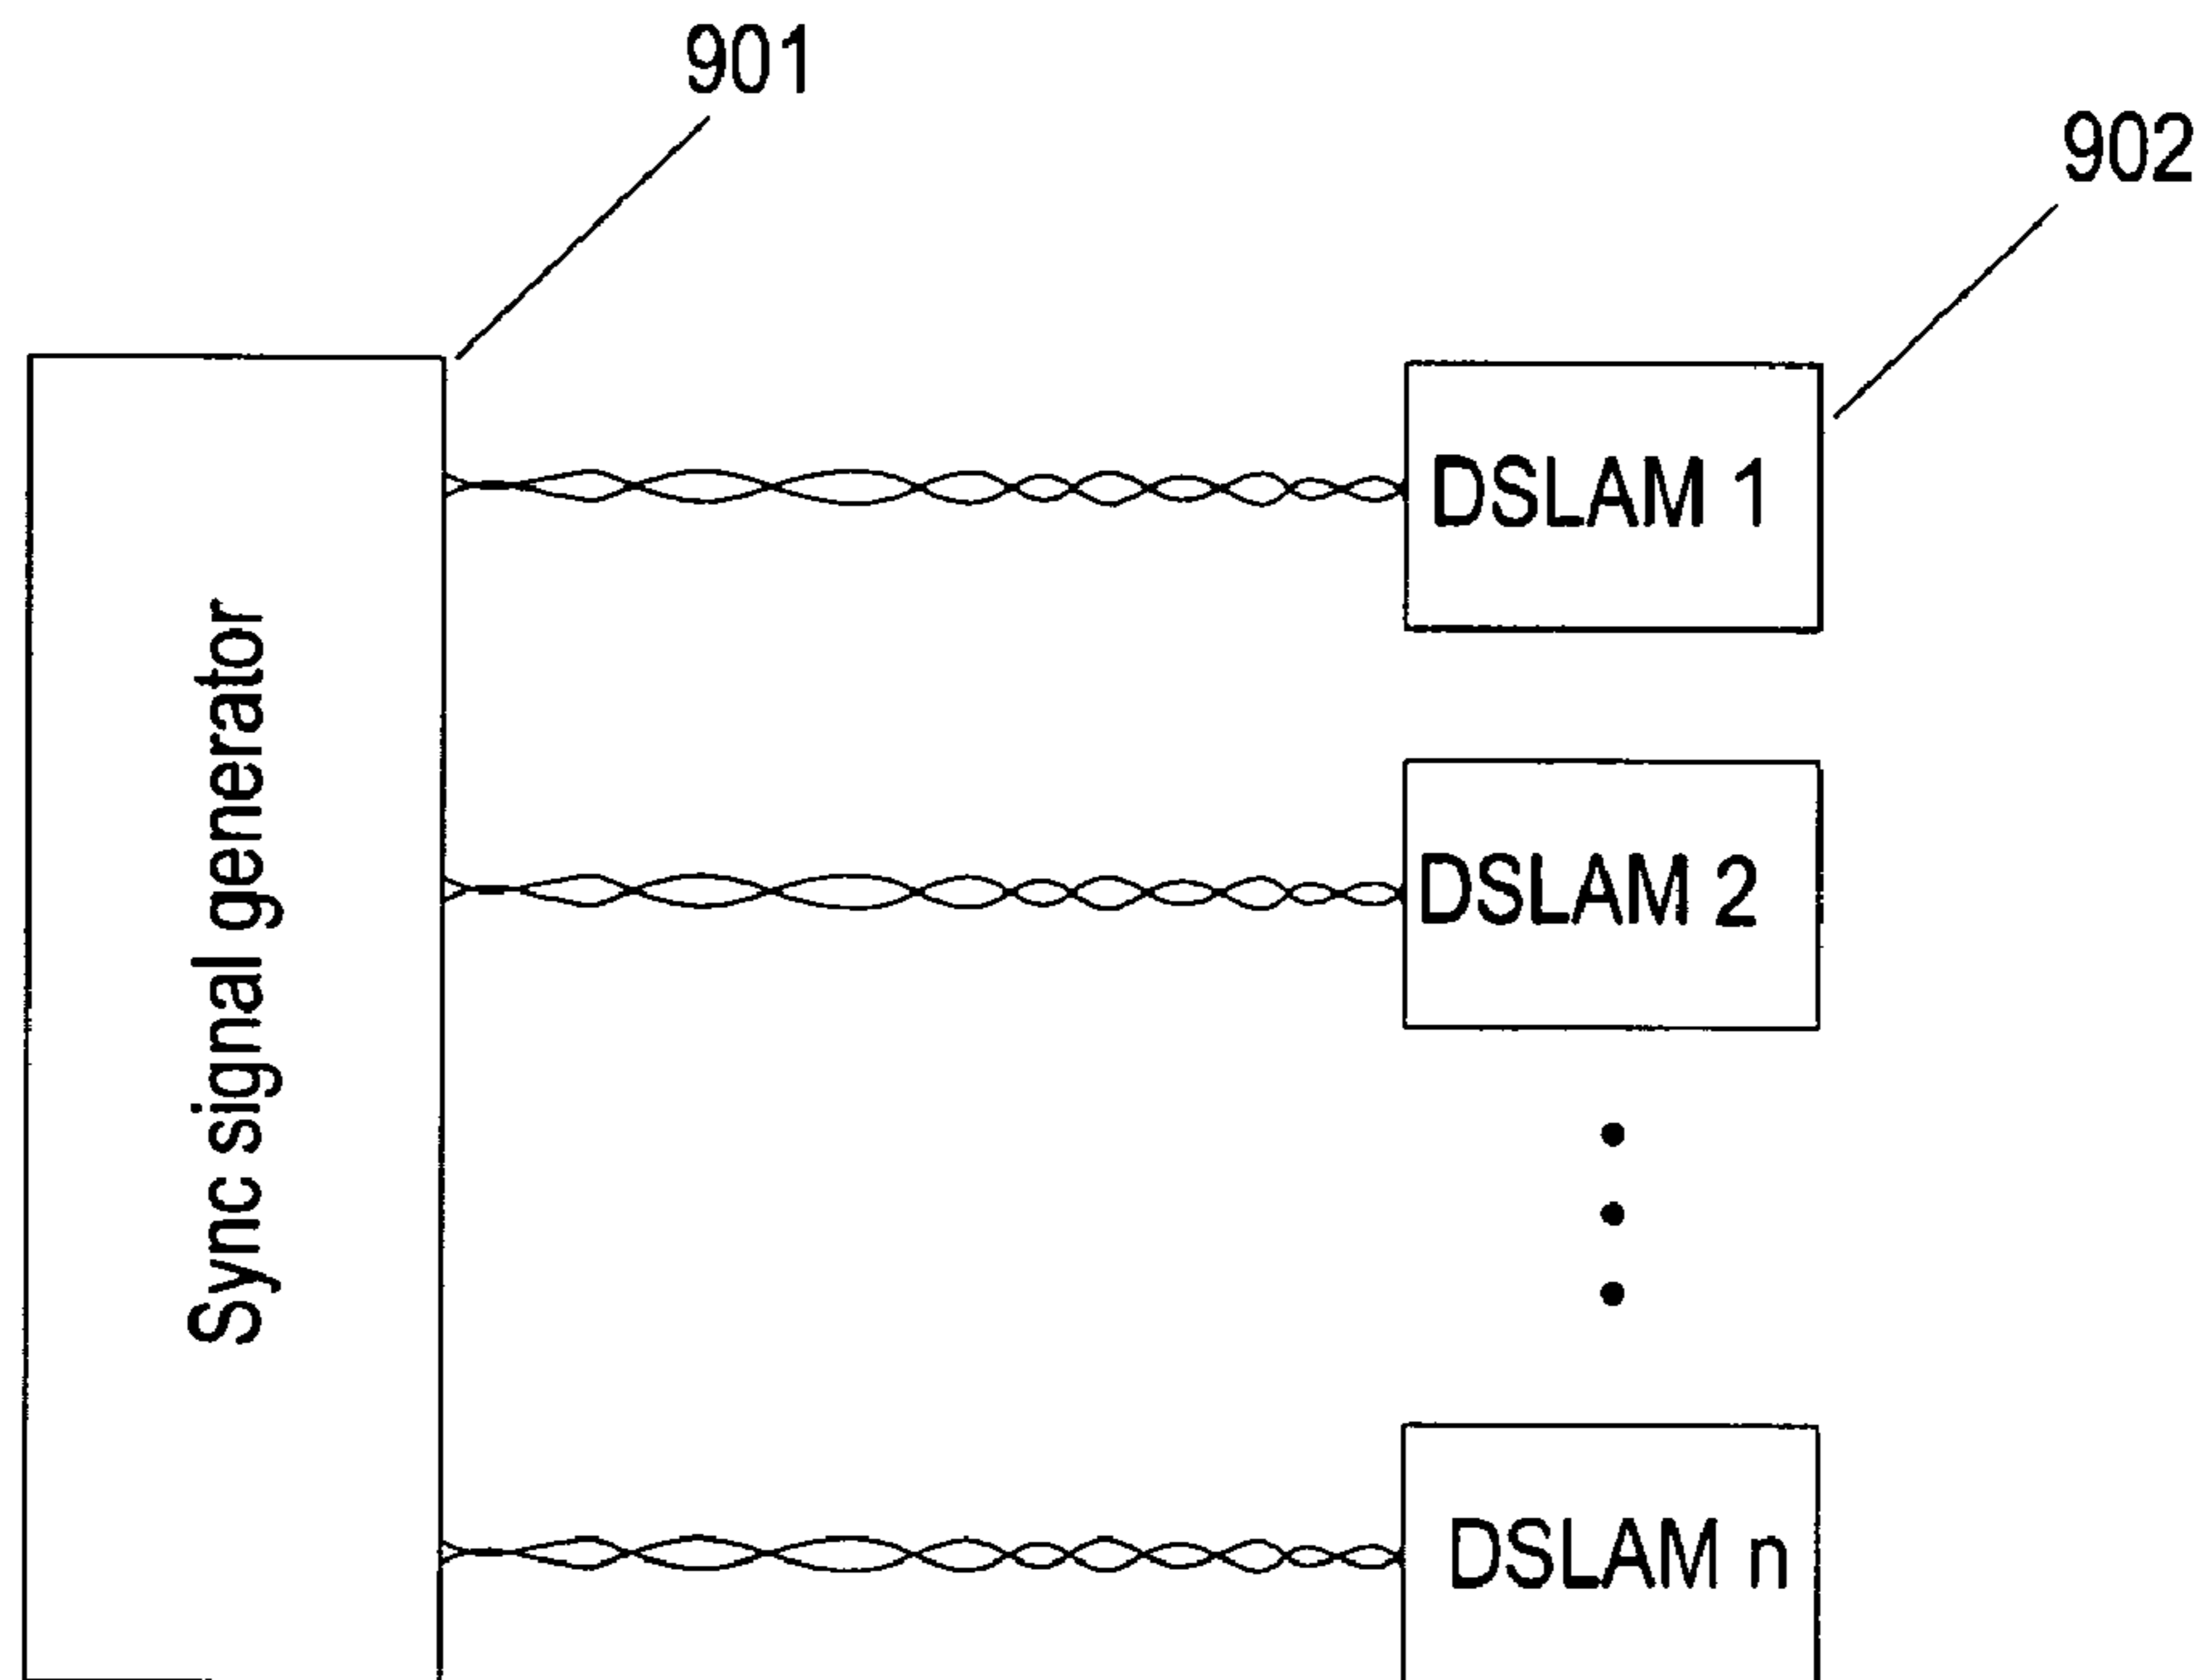 901
902
Sync signal generator
DSLAM 1
DSLAM 2
DSLAM n